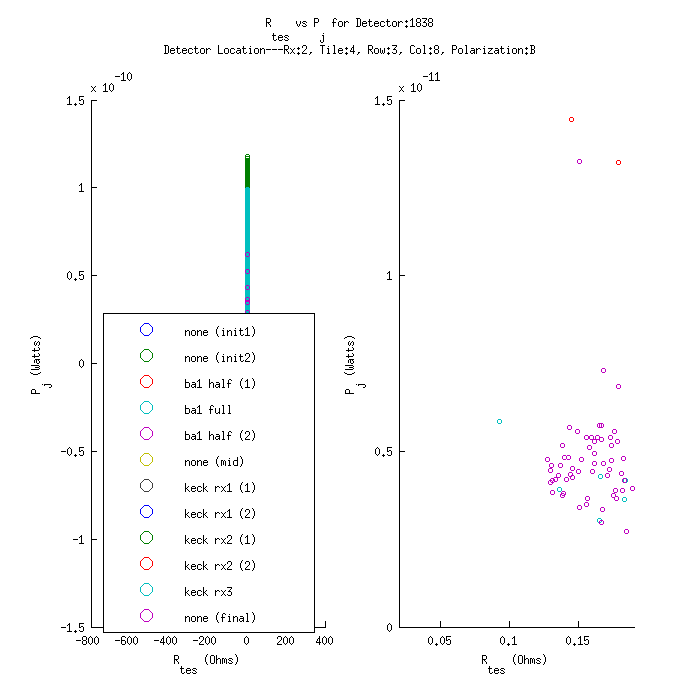 R    vs P  for Detector:1838
tes    j
Detector Location---Rx:2, Tile:4, Row:3, Col:8, Polarization:B
x 10^-10
1.5
1
0.5
0
-0.5
-1
-1.5
P_j (Watts)
-800 -600 -400 -200 0 200 400
R_tes (Ohms)
none (init1)
none (init2)
ba1 half (1)
ba1 full
ba1 half (2)
none (mid)
keck rx1 (1)
keck rx1 (2)
keck rx2 (1)
keck rx2 (2)
keck rx3
none (final)
x 10^-11
1.5
1
0.5
0
P_j (Watts)
0.05 0.1 0.15
R_tes (Ohms)